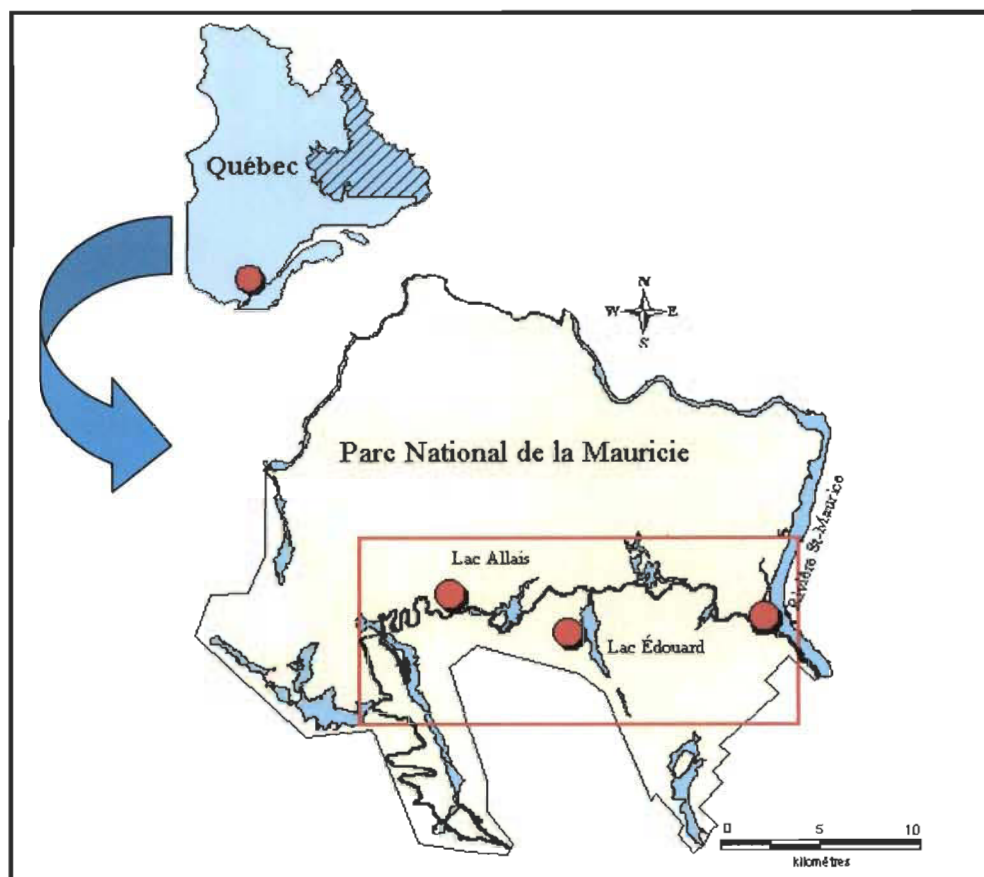 Québec
N
W E
S
Parc National de la Mauricie
Rivière St-Maurice
Lac Allais
Lac Édouard
0 5 10
kilomètres